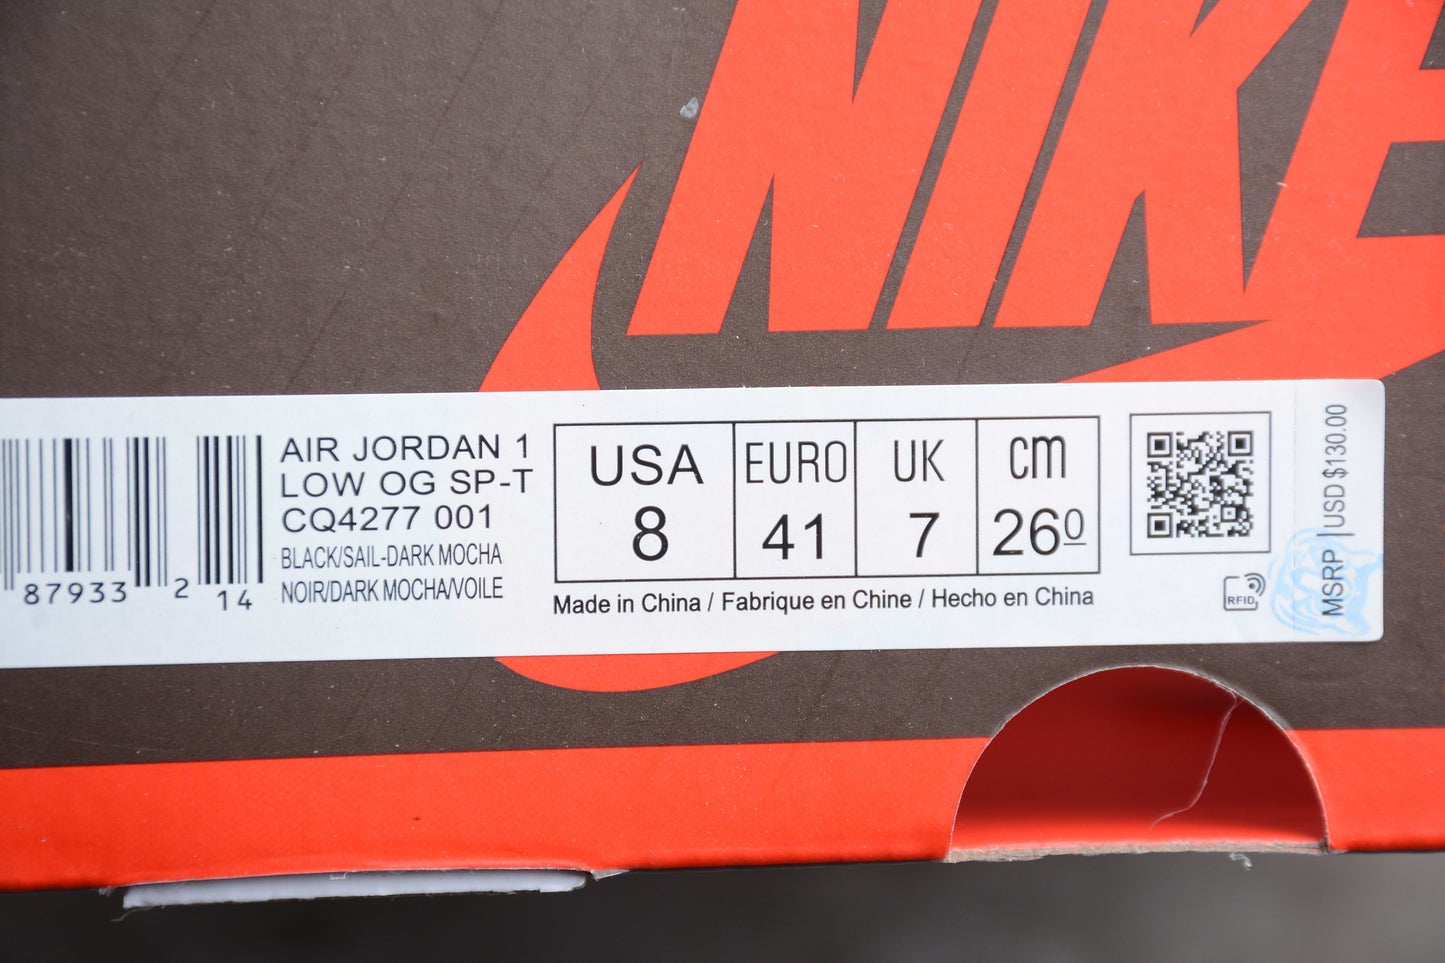 NIKE
AIR JORDAN 1
LOW OG SP-T
CQ4277 001
BLACK/SAIL-DARK MOCHA
NOIR/DARK MOCHA/VOILE
87933 2 14
USA EURO UK cm
8 41 7 26⁰
Made in China / Fabrique en Chine / Hecho en China
RFID
MSRP | USD $130.00